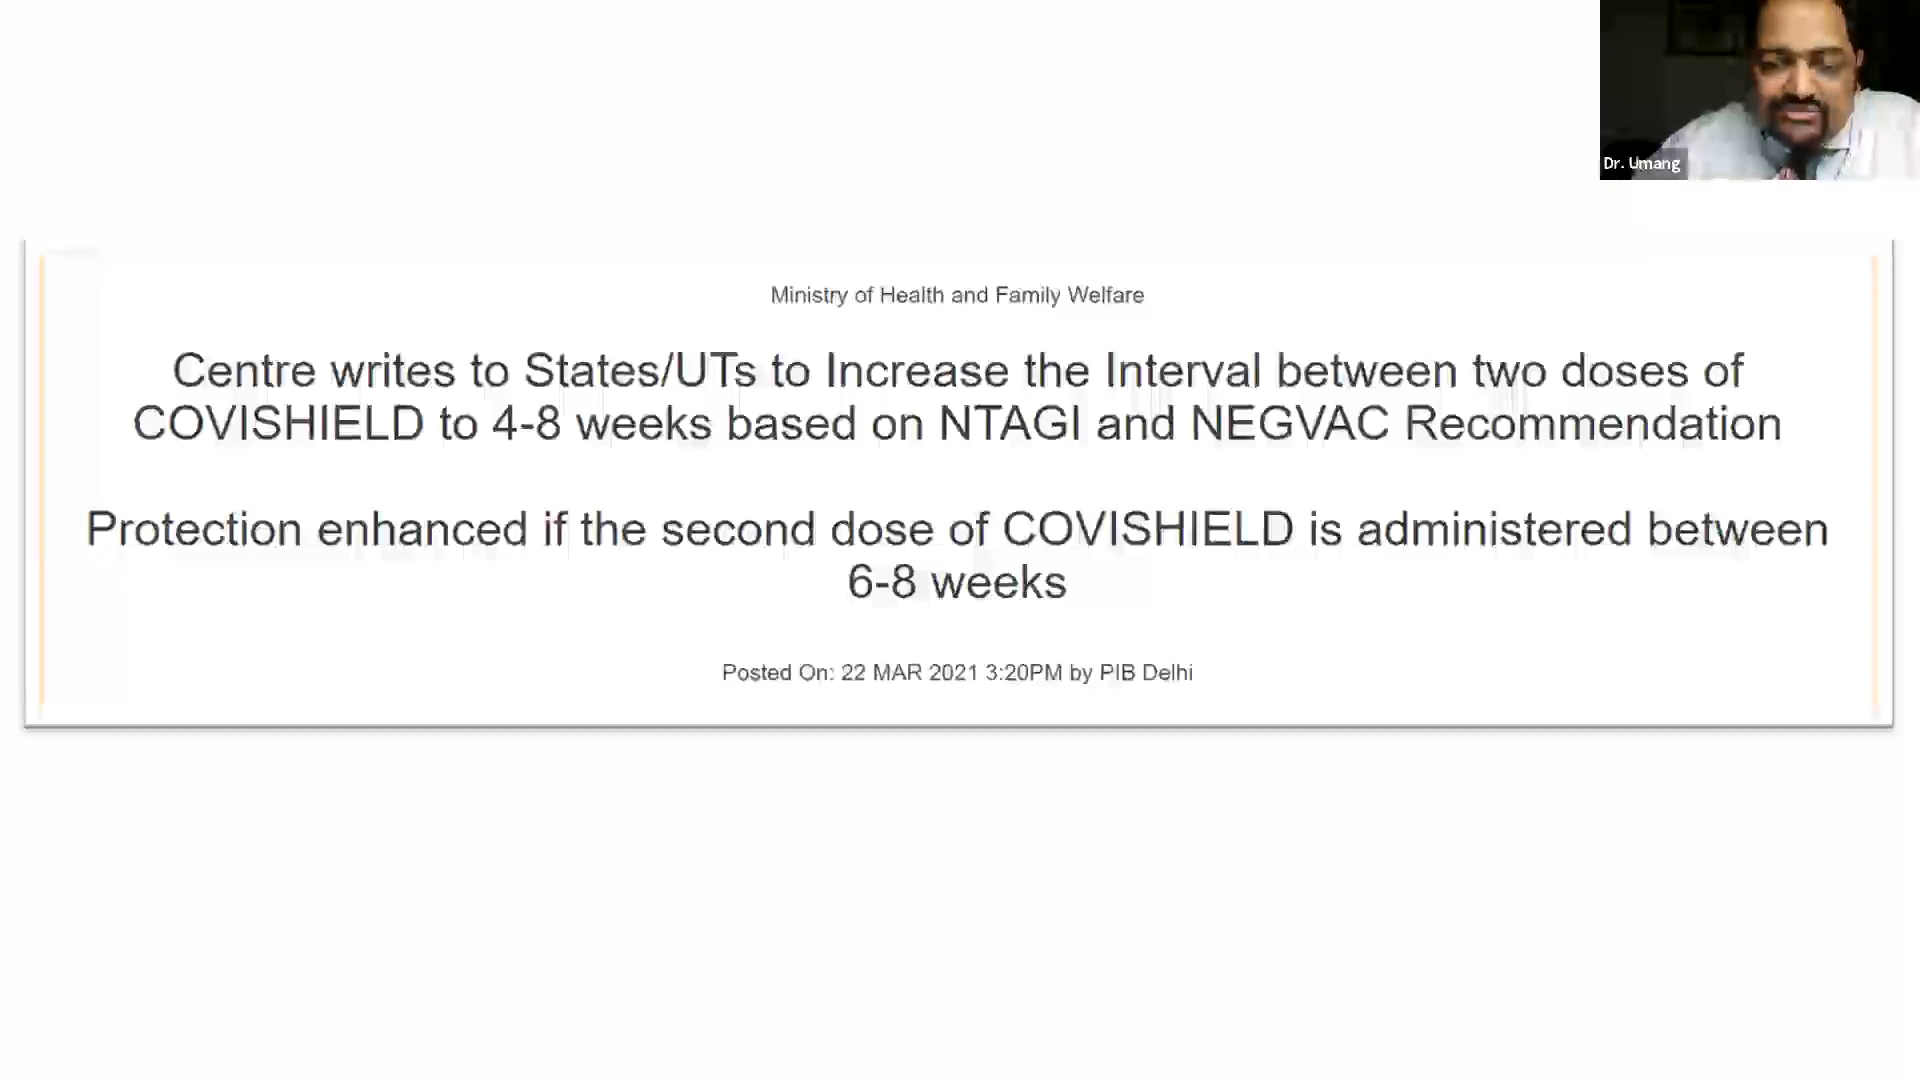 Dr. Umang
Ministry of Health and Family Welfare
Centre writes to States/UTs to Increase the Interval between two doses of
COVISHIELD to 4-8 weeks based on NTAGI and NEGVAC Recommendation
Protection enhanced if the second dose of COVISHIELD is administered between
6-8 weeks
Posted On: 22 MAR 2021 3:20PM by PIB Delhi